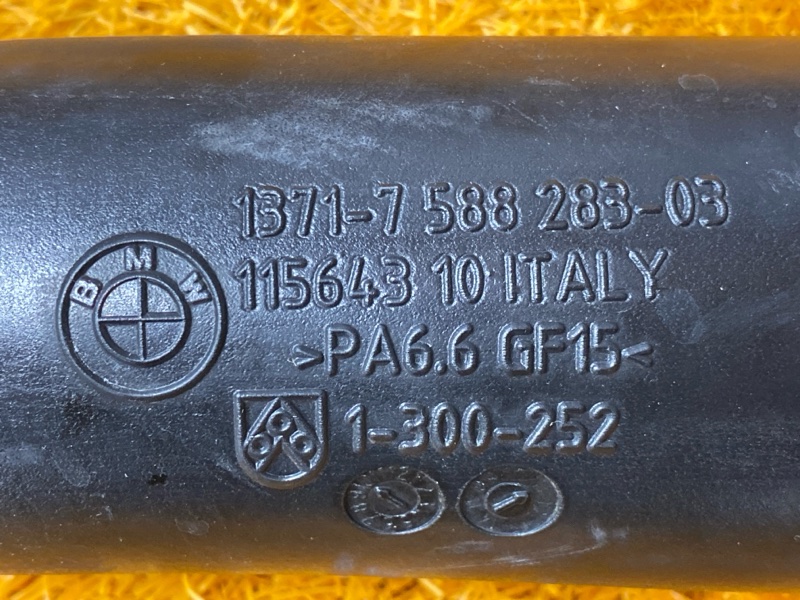 1371-7 588 283-03
BMW
115643 10 ITALY
>PA6.6 GF15<
1-300-252